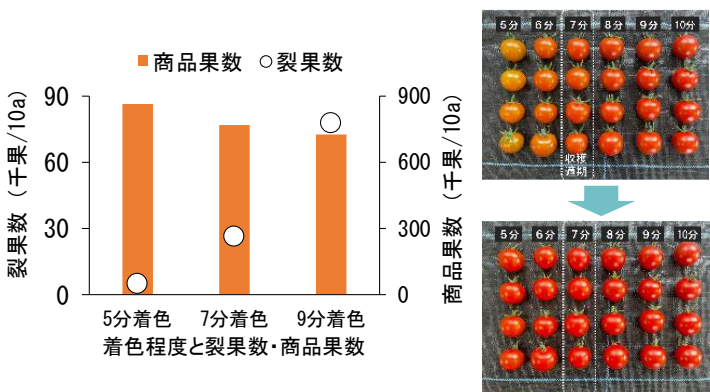 商品果数 裂果数
裂果数（千果/10a）
90
60
30
0
900
600
300
0
商品果数（千果/10a）
5分着色 7分着色 9分着色
着色程度と裂果数・商品果数
5分 6分 7分 8分 9分 10分
収穫
適期
5分 6分 7分 8分 9分 10分